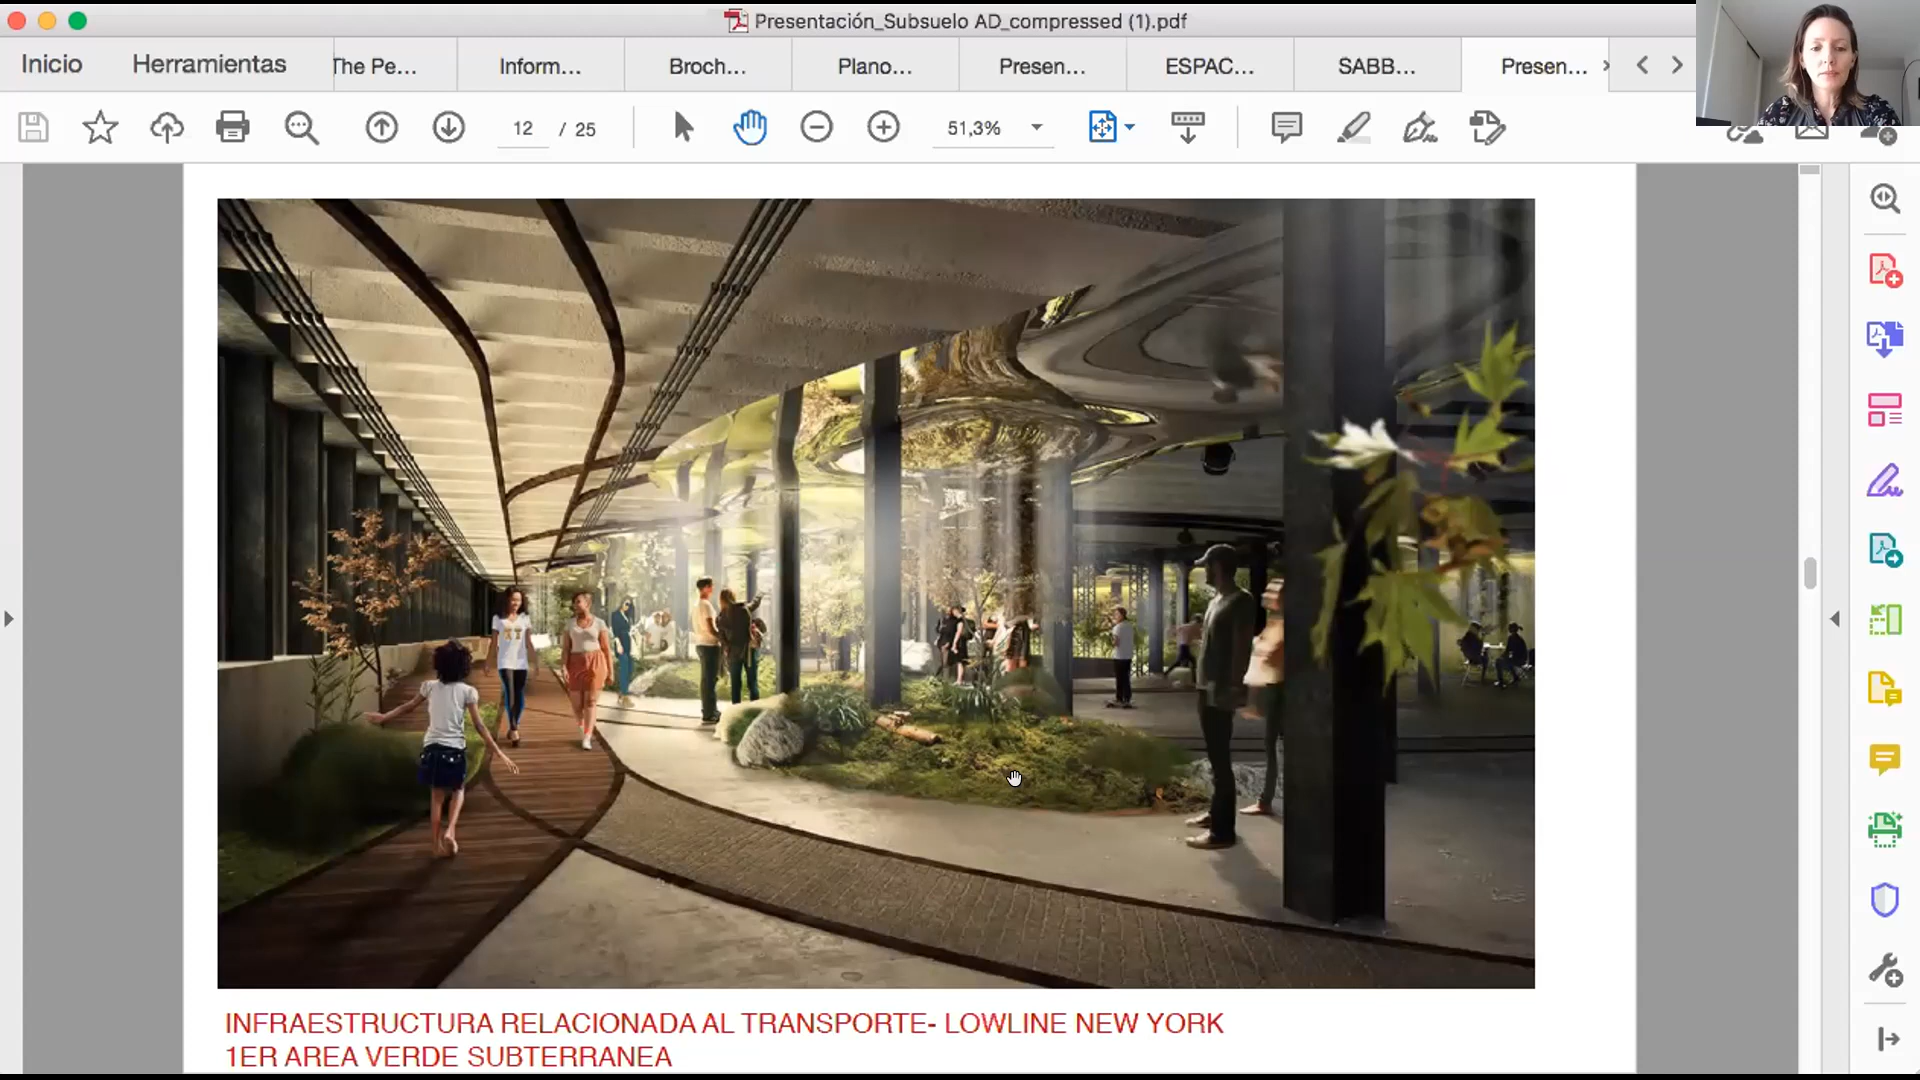 Presentación_Subsuelo AD_compressed (1).pdf
Inicio
Herramientas
The Pe...
Inform...
Broch...
Plano...
Presen...
ESPAC...
SABB...
Presen...
12 / 25
51,3%
INFRAESTRUCTURA RELACIONADA AL TRANSPORTE- LOWLINE NEW YORK
1ER AREA VERDE SUBTERRANEA